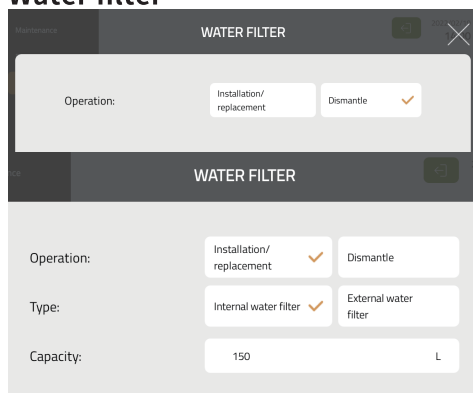 Water filter
Maintenance
WATER FILTER
Operation:
Installation/
replacement
Dismantle
WATER FILTER
Operation:
Installation/
replacement
Dismantle
Type:
Internal water filter
External water
filter
Capacity:
150
L